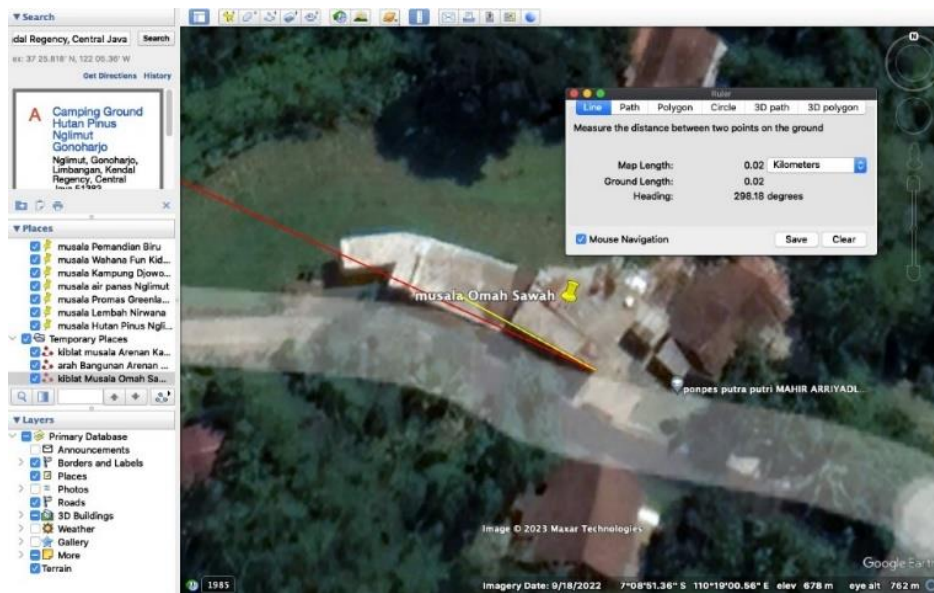 ▼ Search
dal Regency, Central Java
Search
ex: 37 25.818' N, 122 05.36' W
Get Directions
History
A
Camping Ground
Hutan Pinus
Nglimut
Gonoharjo
Nglimut, Gonoharjo,
Limbangan, Kendal
Regency, Central
Java 51383
▼ Places
musala Pemandian Biru
musala Wahana Fun Kid...
musala Kampung Djowo...
musala air panas Nglimut
musala Promas Greenla...
musala Lembah Nirwana
musala Hutan Pinus Ngli...
Temporary Places
kiblat musala Arenan Ka...
arah Bangunan Arenan ...
kiblat Musala Omah Sa...
▼ Layers
Primary Database
Announcements
Borders and Labels
Places
Photos
Roads
3D Buildings
Weather
Gallery
More
Terrain
N
Ruler
Line Path Polygon Circle 3D path 3D polygon
Measure the distance between two points on the ground
Map Length: 0.02 Kilometers
Ground Length: 0.02
Heading: 298.18 degrees
Mouse Navigation
Save
Clear
musala Omah Sawah
ponpes putra putri MAHIR ARRIYADL...
Image © 2023 Maxar Technologies
Google Earth
1985
Imagery Date: 9/18/2022 7°08'51.36" S 110°19'00.56" E elev 678 m eye alt 762 m